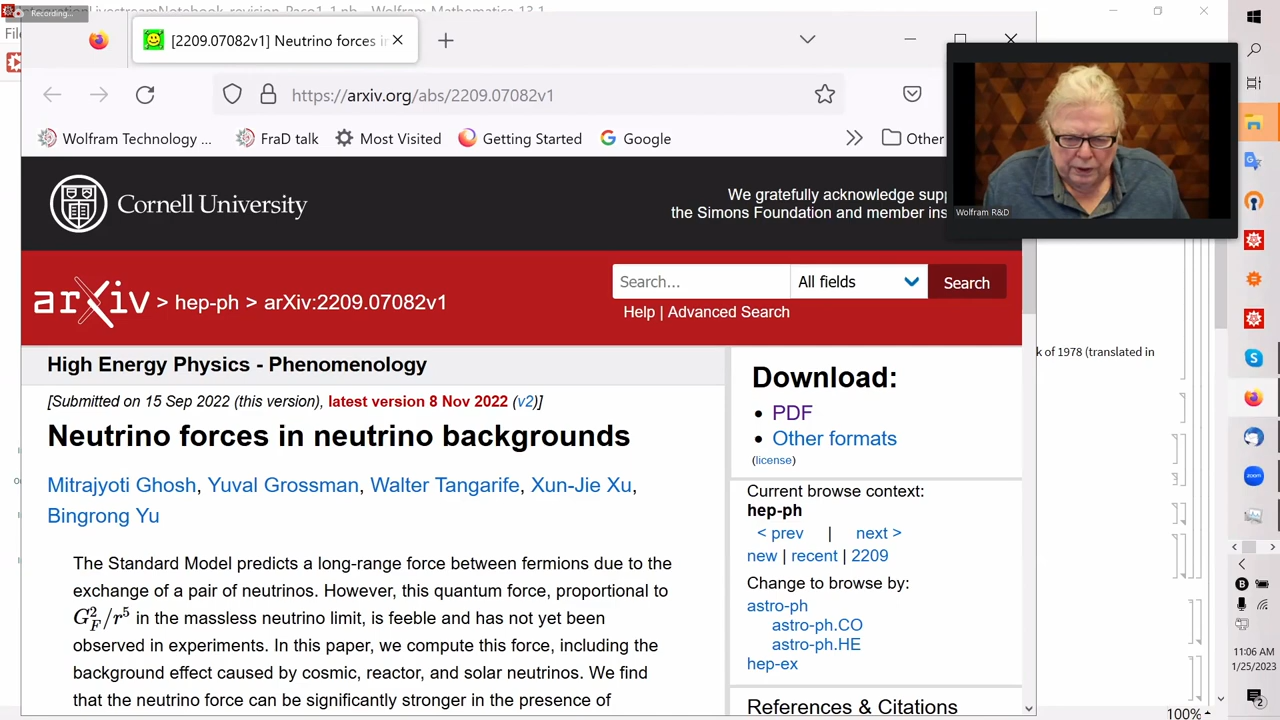 Recording...
Wolfram Mathematica 13.1
[2209.07082v1] Neutrino forces in
https://arxiv.org/abs/2209.07082v1
Wolfram Technology ...
FraD talk
Most Visited
Getting Started
Google
Other
Wolfram R&D
Cornell University
We gratefully acknowledge
the Simons Foundation and member
arXiv > hep-ph > arXiv:2209.07082v1
Search...
All fields
Search
Help | Advanced Search
High Energy Physics - Phenomenology
[Submitted on 15 Sep 2022 (this version), latest version 8 Nov 2022 (v2)]
Neutrino forces in neutrino backgrounds
Mitrajyoti Ghosh, Yuval Grossman, Walter Tangarife, Xun-Jie Xu,
Bingrong Yu
The Standard Model predicts a long-range force between fermions due to the
exchange of a pair of neutrinos. However, this quantum force, proportional to
G_F^2/r^5 in the massless neutrino limit, is feeble and has not yet been
observed in experiments. In this paper, we compute this force, including the
background effect caused by cosmic, reactor, and solar neutrinos. We find
that the neutrino force can be significantly stronger in the presence of
Download:
• PDF
• Other formats
(license)
Current browse context:
hep-ph
< prev | next >
new | recent | 2209
Change to browse by:
astro-ph
astro-ph.CO
astro-ph.HE
hep-ex
References & Citations
k of 1978 (translated in
100%
11:06 AM
1/25/2023
2